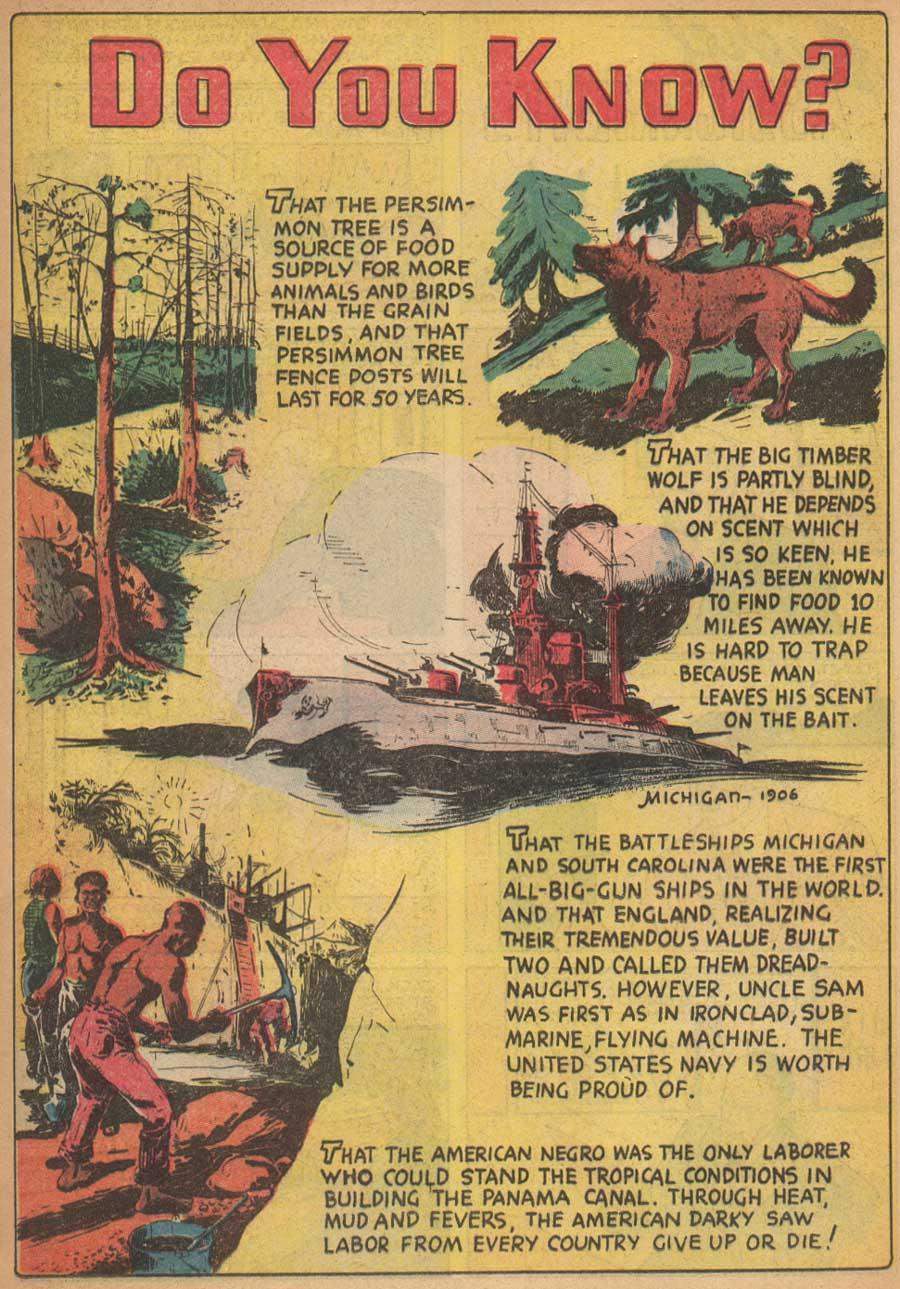 DO YOU KNOW?
THAT THE PERSIM-
MON TREE IS A
SOURCE OF FOOD
SUPPLY FOR MORE
ANIMALS AND BIRDS
THAN THE GRAIN
FIELDS, AND THAT
PERSIMMON TREE
FENCE POSTS WILL
LAST FOR 50 YEARS.
THAT THE BIG TIMBER
WOLF IS PARTLY BLIND,
AND THAT HE DEPENDS
ON SCENT WHICH
IS SO KEEN, HE
HAS BEEN KNOWN
TO FIND FOOD 10
MILES AWAY. HE
IS HARD TO TRAP
BECAUSE MAN
LEAVES HIS SCENT
ON THE BAIT.
MICHIGAN- 1906
THAT THE BATTLESHIPS MICHIGAN
AND SOUTH CAROLINA WERE THE FIRST
ALL-BIG-GUN SHIPS IN THE WORLD.
AND THAT ENGLAND, REALIZING
THEIR TREMENDOUS VALUE, BUILT
TWO AND CALLED THEM DREAD-
NAUGHTS. HOWEVER, UNCLE SAM
WAS FIRST AS IN IRONCLAD, SUB-
MARINE, FLYING MACHINE. THE
UNITED STATES NAVY IS WORTH
BEING PROUD OF.
THAT THE AMERICAN NEGRO WAS THE ONLY LABORER
WHO COULD STAND THE TROPICAL CONDITIONS IN
BUILDING THE PANAMA CANAL. THROUGH HEAT,
MUD AND FEVERS, THE AMERICAN DARKY SAW
LABOR FROM EVERY COUNTRY GIVE UP OR DIE!